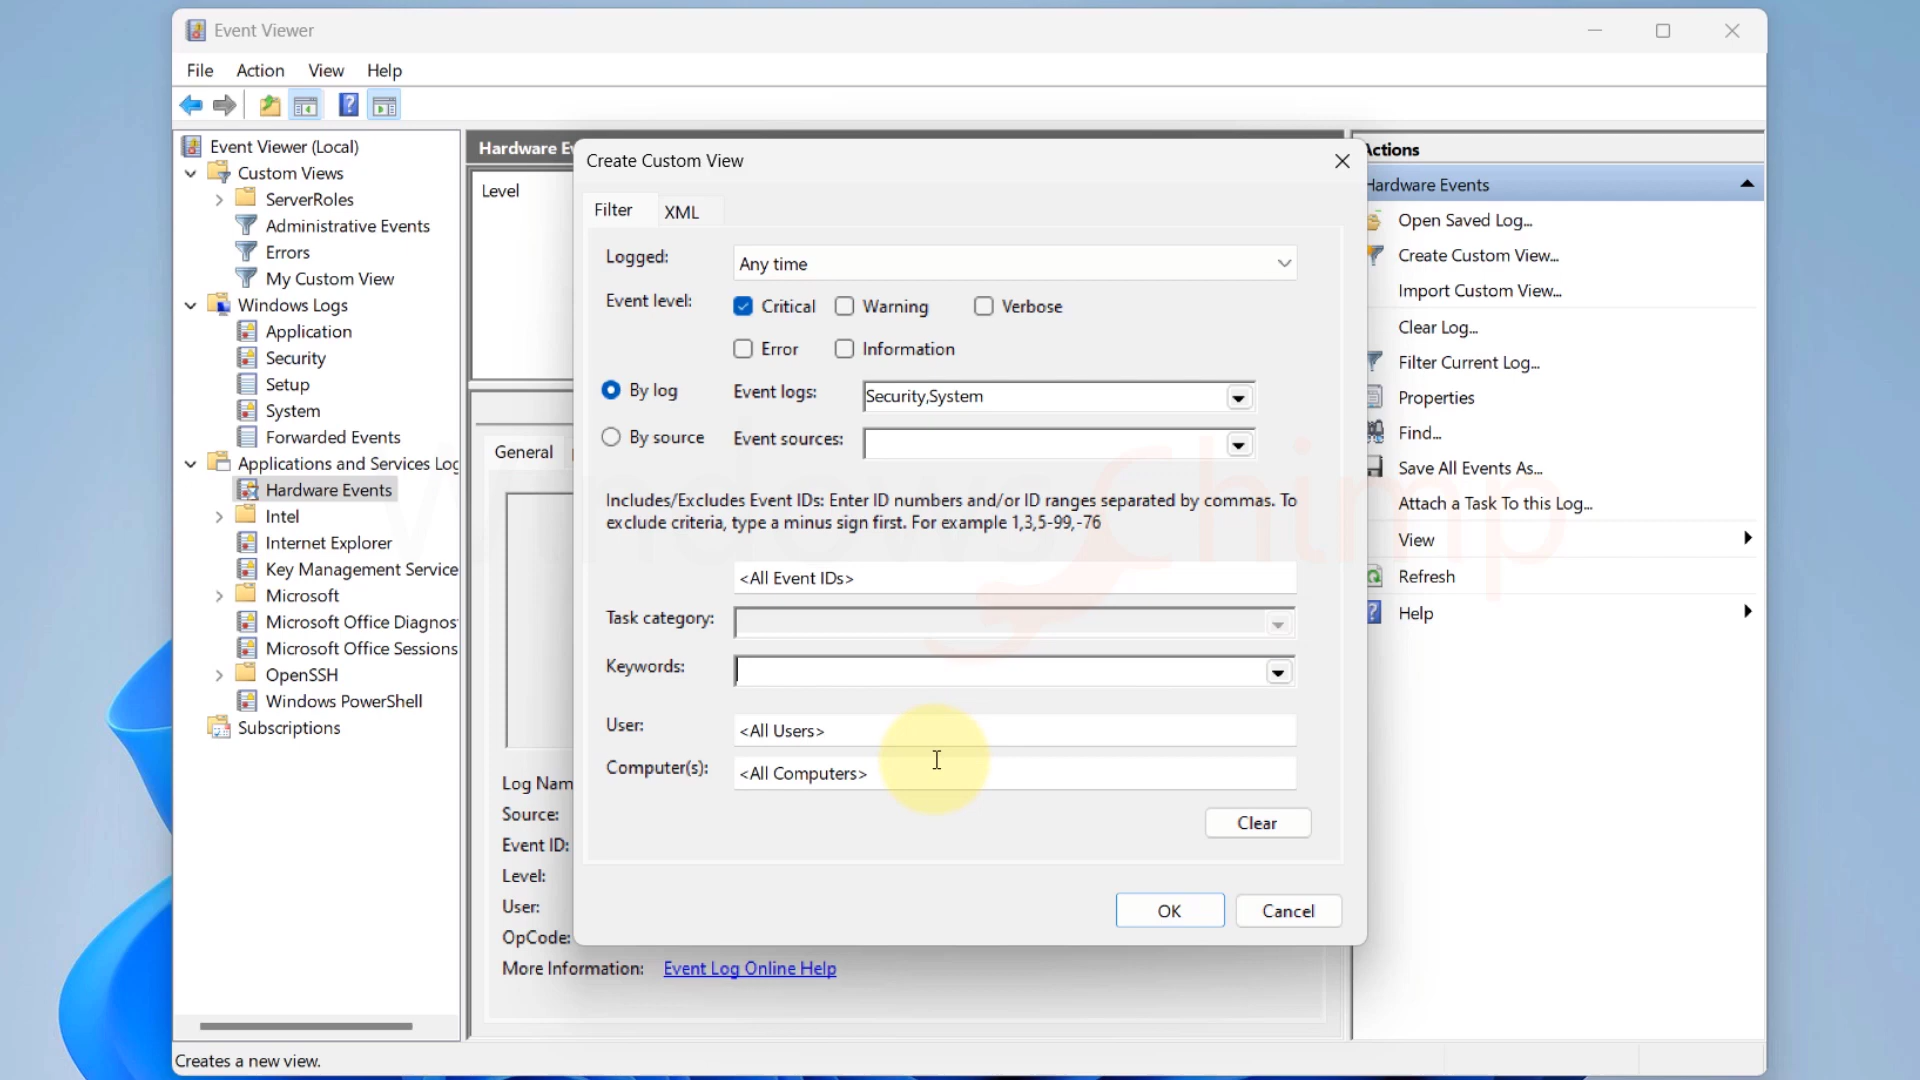 Event Viewer
File Action View Help
Event Viewer (Local)
Custom Views
ServerRoles
Administrative Events
Errors
My Custom View
Windows Logs
Application
Security
Setup
System
Forwarded Events
Applications and Services Log
Hardware Events
Intel
Internet Explorer
Key Management Service
Microsoft
Microsoft Office Diagnos
Microsoft Office Sessions
OpenSSH
Windows PowerShell
Subscriptions
Hardware Ev
Level
General
Log Nam
Source:
Event ID:
Level:
User:
OpCode:
More Information: Event Log Online Help
Create Custom View
Filter XML
Logged: Any time
Event level: Critical Warning Verbose
Error Information
By log Event logs: Security,System
By source Event sources:
Includes/Excludes Event IDs: Enter ID numbers and/or ID ranges separated by commas. To
exclude criteria, type a minus sign first. For example 1,3,5-99,-76
<All Event IDs>
Task category:
Keywords:
User: <All Users>
Computer(s): <All Computers>
Clear
OK Cancel
Actions
Hardware Events
Open Saved Log...
Create Custom View...
Import Custom View...
Clear Log...
Filter Current Log...
Properties
Find...
Save All Events As...
Attach a Task To this Log...
View
Refresh
Help
Creates a new view.
Windows Chimp